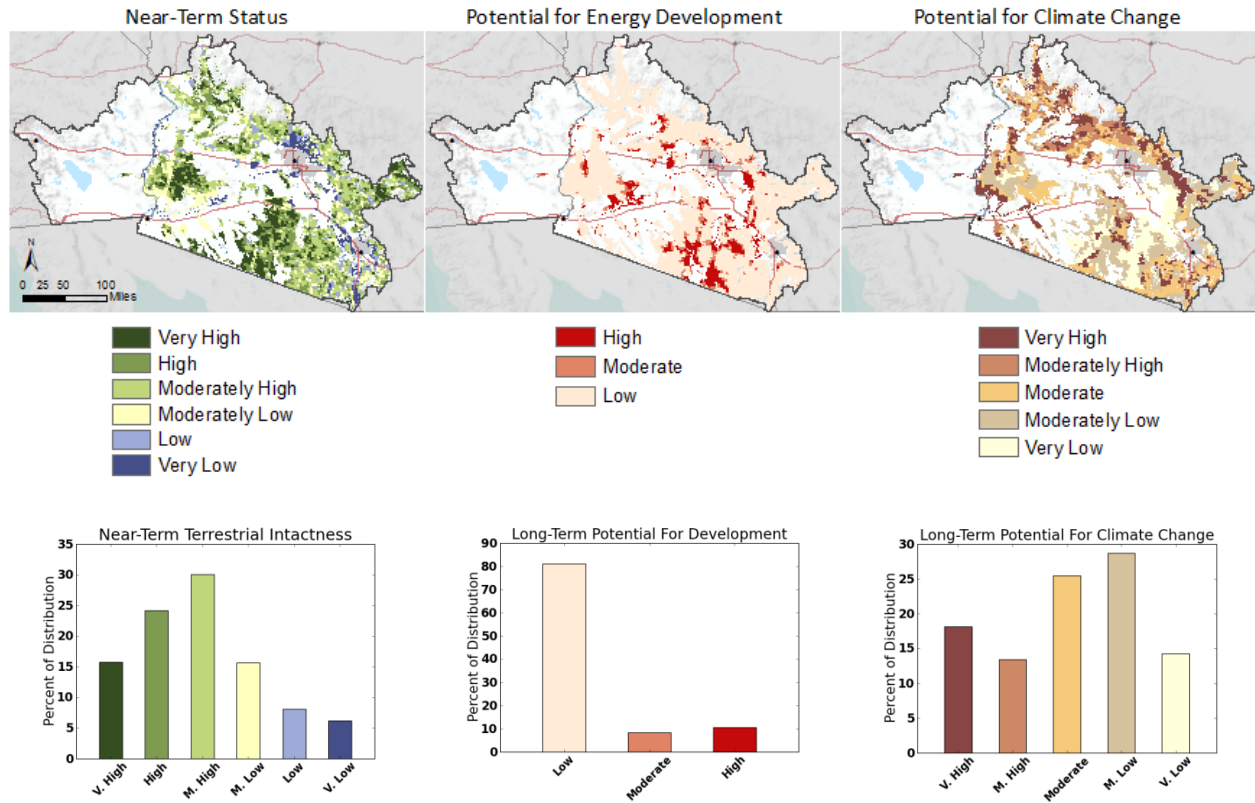 Near-Term Status
Potential for Energy Development
Potential for Climate Change
N
0 25 50 100
Miles
Very High
High
Moderately High
Moderately Low
Low
Very Low
High
Moderate
Low
Very High
Moderately High
Moderate
Moderately Low
Very Low
Near-Term Terrestrial Intactness
Percent of Distribution
35
30
25
20
15
10
5
0
V. High
High
M. High
M. Low
Low
V. Low
Long-Term Potential For Development
Percent of Distribution
90
80
70
60
50
40
30
20
10
0
Low
Moderate
High
Long-Term Potential For Climate Change
Percent of Distribution
30
25
20
15
10
5
0
V. High
M. High
Moderate
M. Low
V. Low